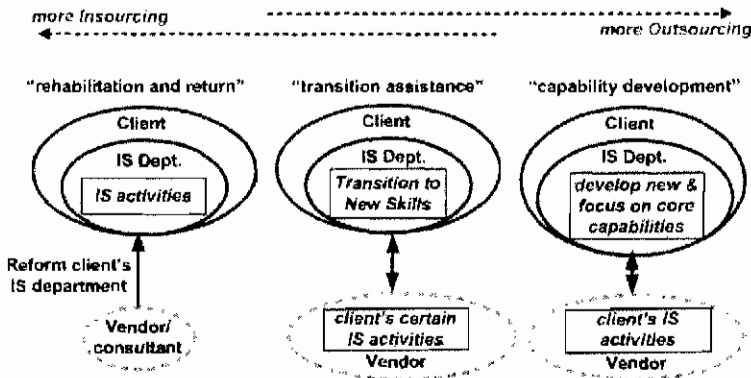 more Insourcing
more Outsourcing
"rehabilitation and return"
Client
IS Dept.
IS activities
Reform client's
IS department
Vendor/
consultant
"transition assistance"
Client
IS Dept.
Transition to
New Skills
client's certain
IS activities
Vendor
"capability development"
Client
IS Dept.
develop new &
focus on core
capabilities
client's IS
activities
Vendor